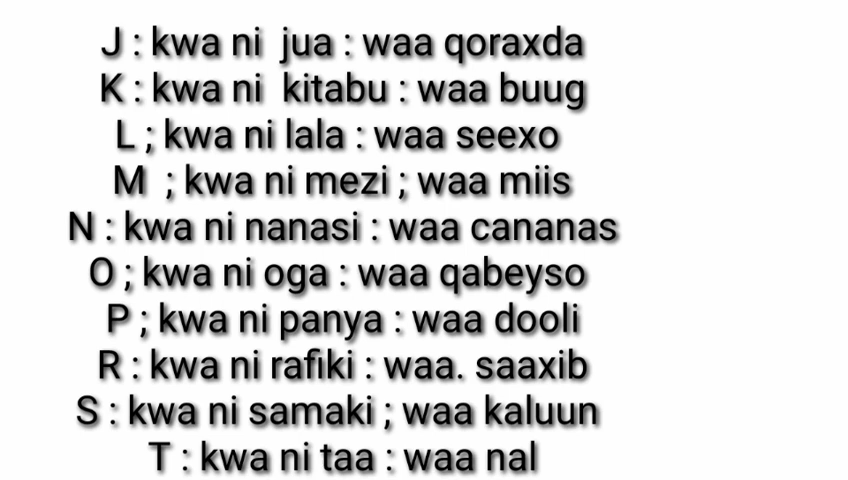 J : kwa ni jua : waa qoraxda
K : kwa ni kitabu : waa buug
L ; kwa ni lala : waa seexo
M ; kwa ni mezi ; waa miis
N : kwa ni nanasi : waa cananas
O ; kwa ni oga : waa qabeyso
P ; kwa ni panya : waa dooli
R : kwa ni rafiki : waa. saaxib
S : kwa ni samaki ; waa kaluun
T : kwa ni taa : waa nal